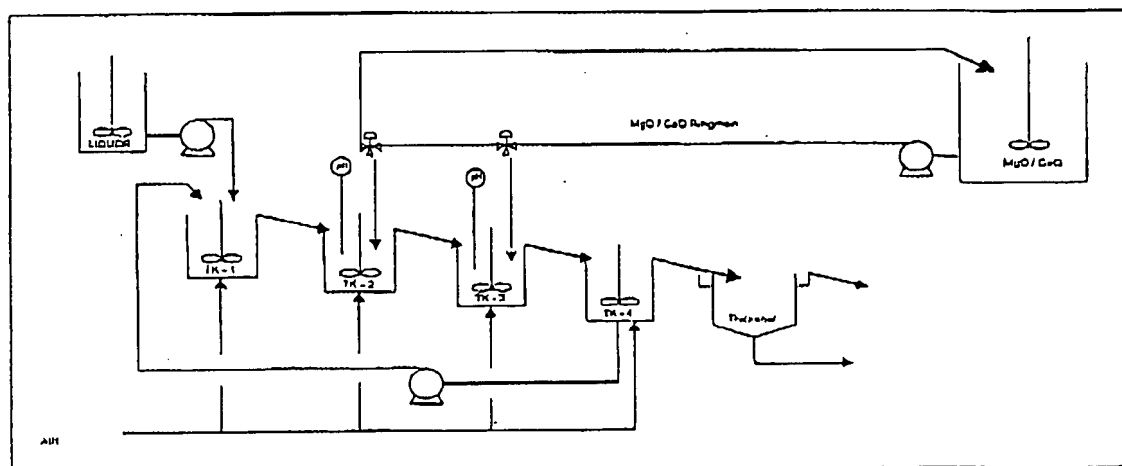 MgO / CaO Ringmain
LIQUOR
MgO / CaO
pH
pH
TK - 1
TK - 2
TK - 3
TK - 4
Thickener
AIR